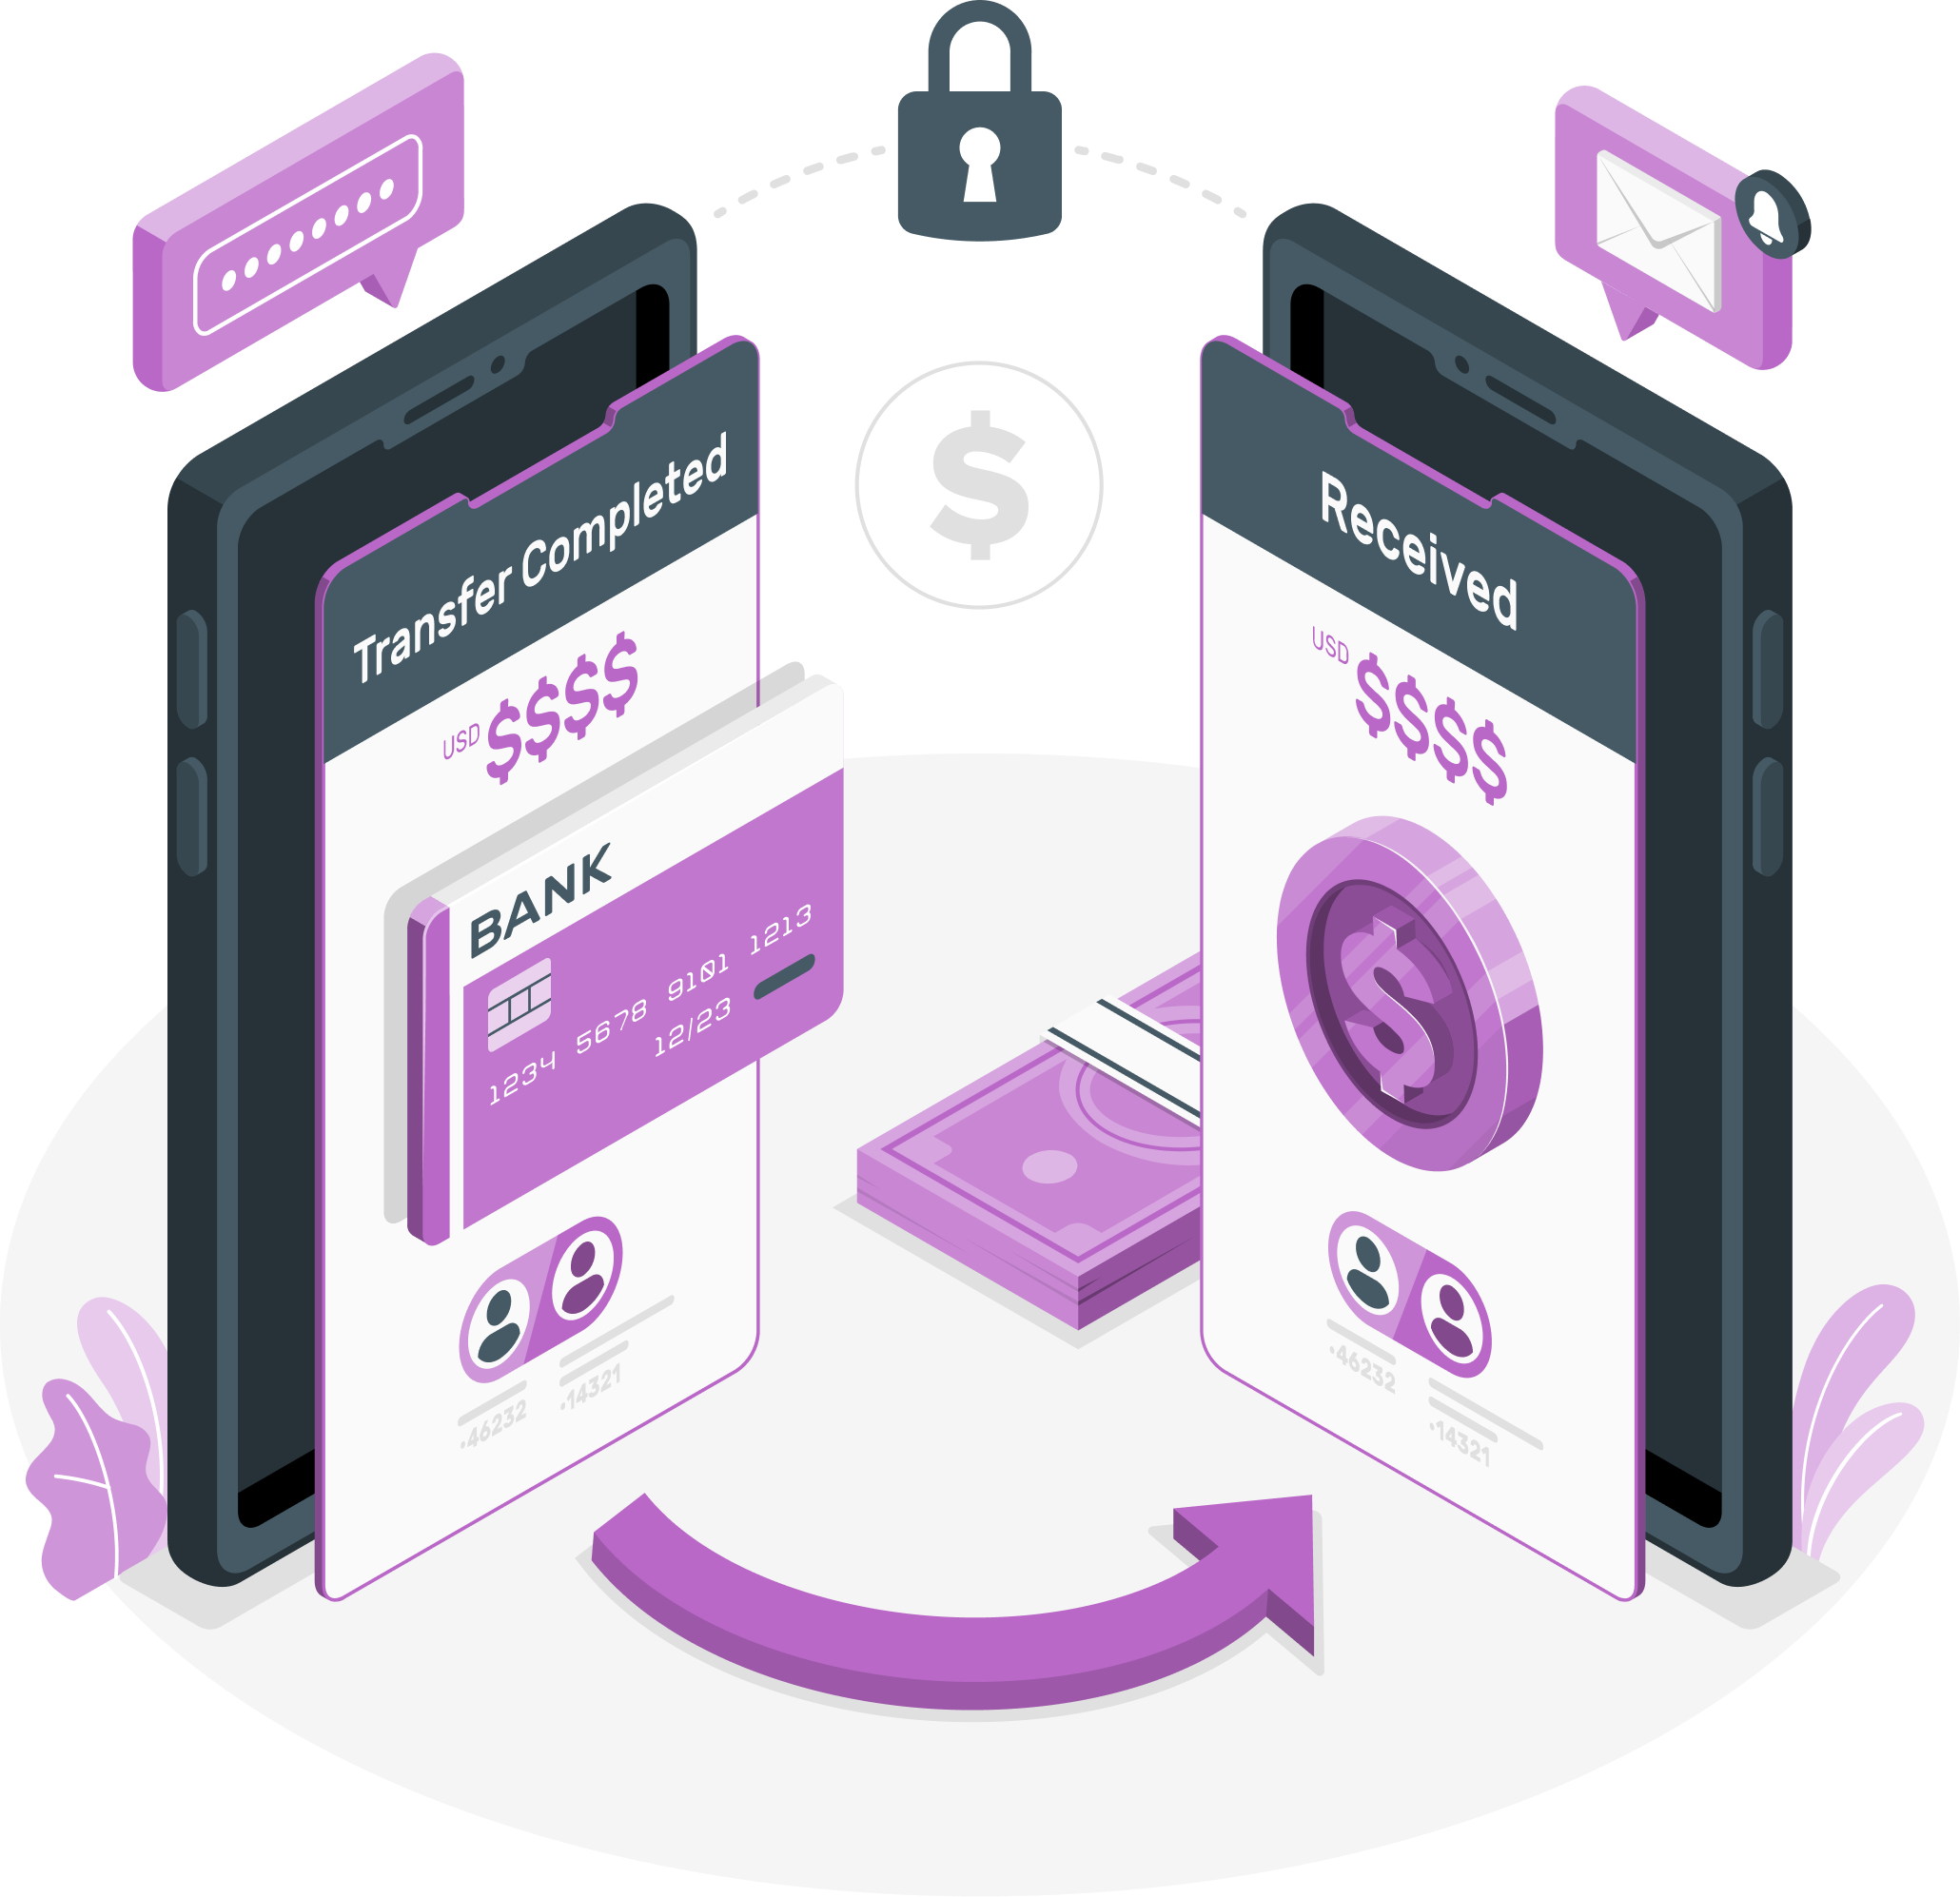 $
Transfer Completed
USD $$$$
BANK
1234 5678 9101 1213
12/23
.46232
.14321
Received
USD $$$$
$
.46232
.14321